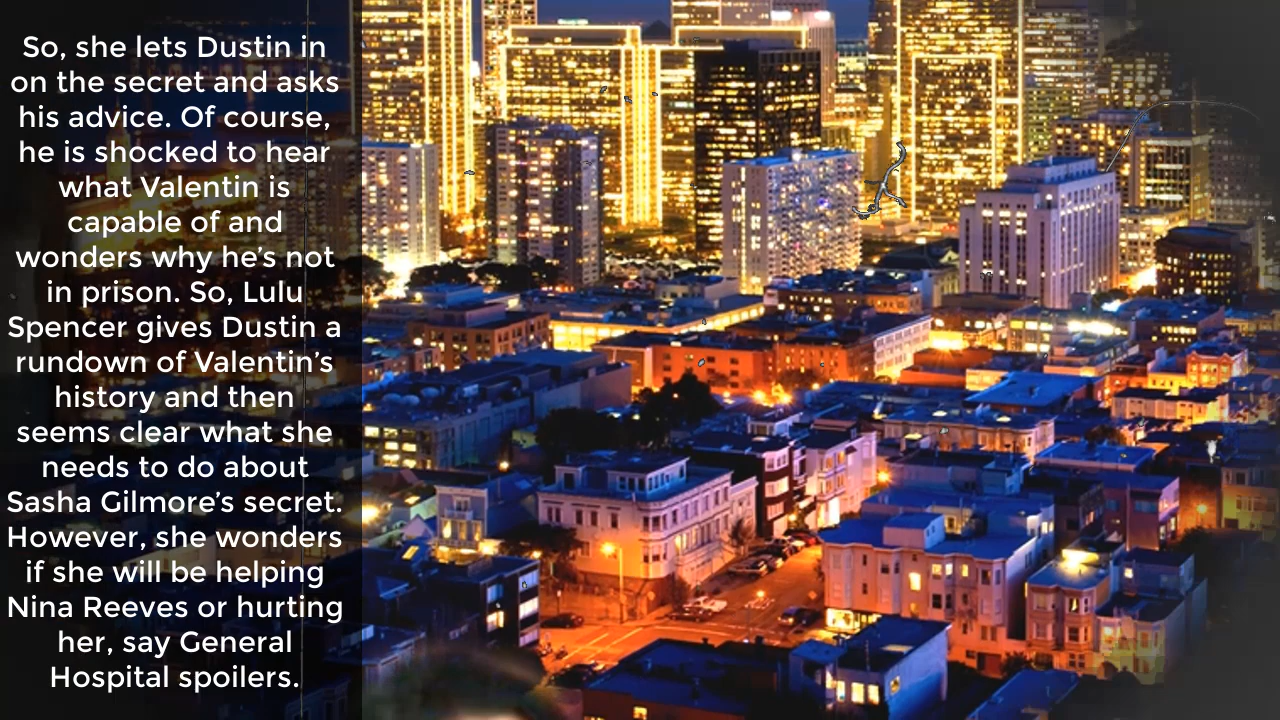 So, she lets Dustin in
on the secret and asks
his advice. Of course,
he is shocked to hear
what Valentin is
capable of and
wonders why he’s not
in prison. So, Lulu
Spencer gives Dustin a
rundown of Valentin’s
history and then
seems clear what she
needs to do about
Sasha Gilmore’s secret.
However, she wonders
if she will be helping
Nina Reeves or hurting
her, say General
Hospital spoilers.